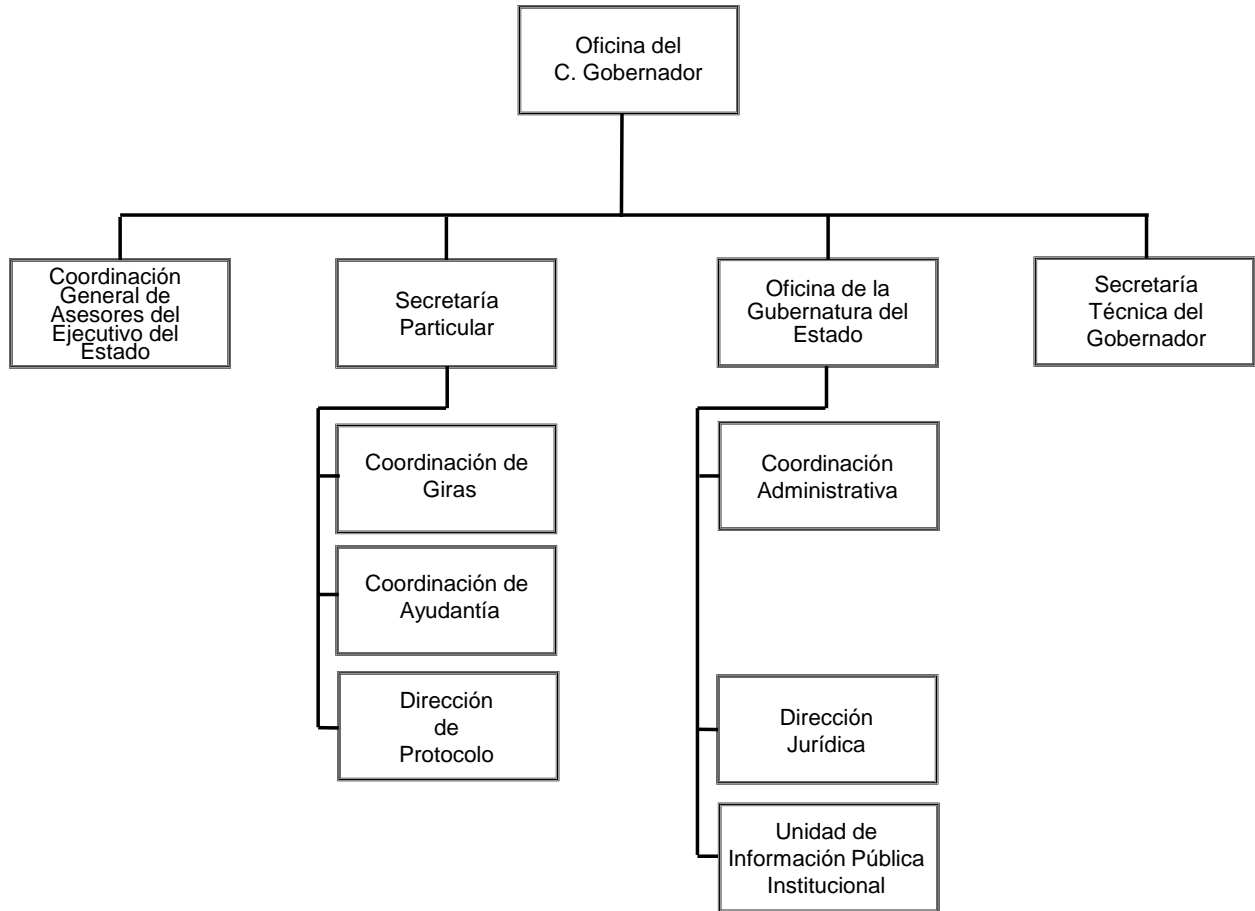 Oficina del
C. Gobernador
Coordinación
General de
Asesores del
Ejecutivo del
Estado
Secretaría
Particular
Oficina de la
Gubernatura del
Estado
Secretaría
Técnica del
Gobernador
Coordinación de
Giras
Coordinación de
Ayudantía
Dirección
de
Protocolo
Coordinación
Administrativa
Dirección
Jurídica
Unidad de
Información Pública
Institucional